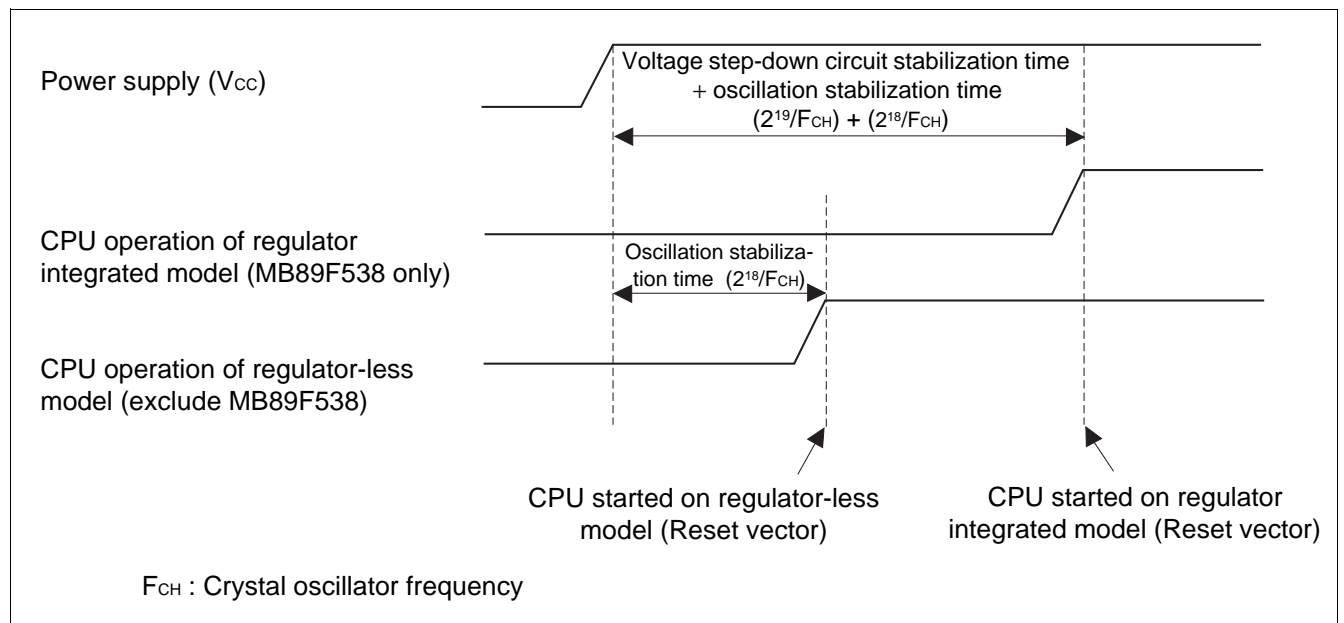 Power supply (VCC)
Voltage step-down circuit stabilization time
+ oscillation stabilization time
(2¹⁹/FCH) + (2¹⁸/FCH)
CPU operation of regulator
integrated model (MB89F538 only)
Oscillation stabiliza-
tion time (2¹⁸/FCH)
CPU operation of regulator-less
model (exclude MB89F538)
CPU started on regulator-less
model (Reset vector)
CPU started on regulator
integrated model (Reset vector)
FCH : Crystal oscillator frequency